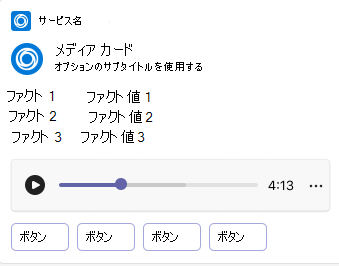 サービス名
メディア カード
オプションのサブタイトルを使用する
ファクト 1 ファクト値 1
ファクト 2 ファクト値 2
ファクト 3 ファクト値 3
4:13 ...
ボタン ボタン ボタン ボタン